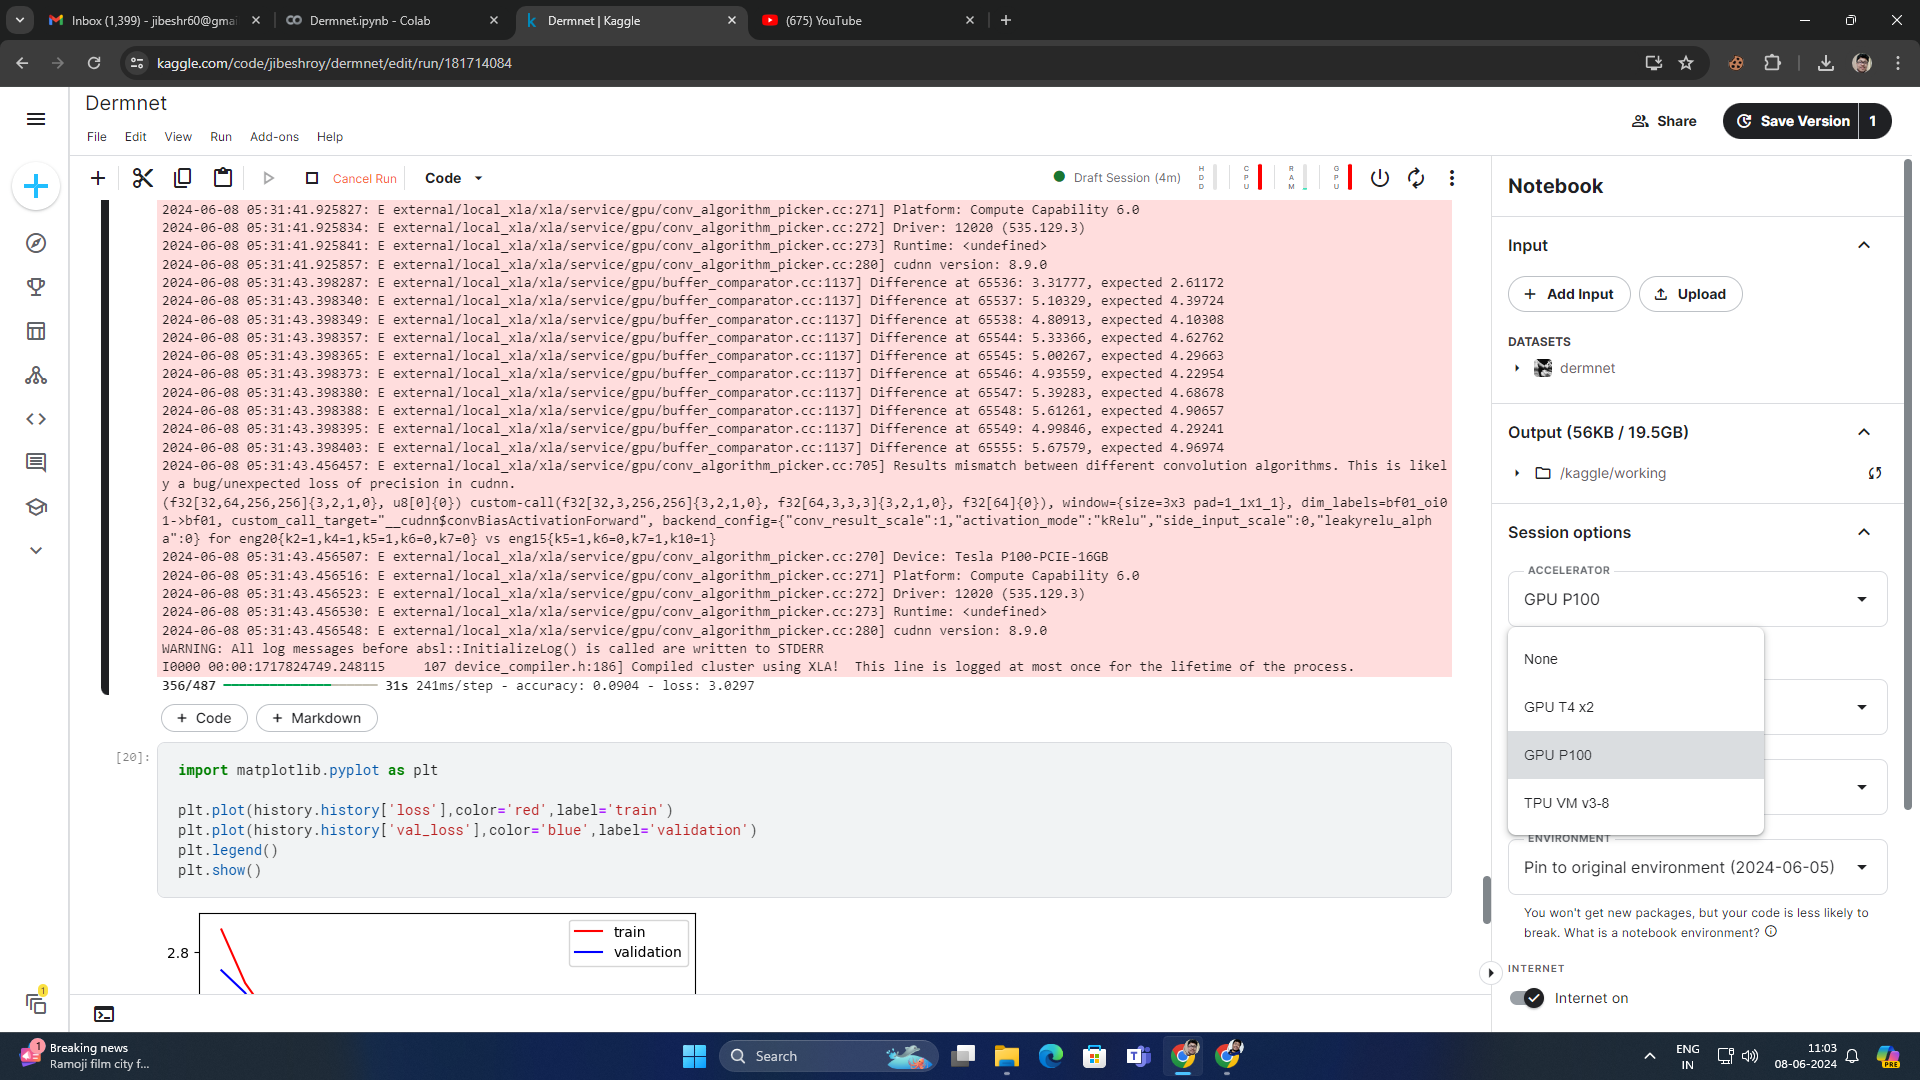 Inbox (1,399) - jibeshr60@gmai
Dermnet.ipynb - Colab
Dermnet | Kaggle
(675) YouTube
kaggle.com/code/jibeshroy/dermnet/edit/run/181714084
Dermnet
File Edit View Run Add-ons Help
Share
Save Version 1
Cancel Run
Code
Draft Session (4m)
HDD
CPU
RAM
GPU
2024-06-08 05:31:41.925827: E external/local_xla/xla/service/gpu/conv_algorithm_picker.cc:271] Platform: Compute Capability 6.0
2024-06-08 05:31:41.925834: E external/local_xla/xla/service/gpu/conv_algorithm_picker.cc:272] Driver: 12020 (535.129.3)
2024-06-08 05:31:41.925841: E external/local_xla/xla/service/gpu/conv_algorithm_picker.cc:273] Runtime: <undefined>
2024-06-08 05:31:41.925857: E external/local_xla/xla/service/gpu/conv_algorithm_picker.cc:280] cudnn version: 8.9.0
2024-06-08 05:31:43.398287: E external/local_xla/xla/service/gpu/buffer_comparator.cc:1137] Difference at 65536: 3.31777, expected 2.61172
2024-06-08 05:31:43.398340: E external/local_xla/xla/service/gpu/buffer_comparator.cc:1137] Difference at 65537: 5.10329, expected 4.39724
2024-06-08 05:31:43.398349: E external/local_xla/xla/service/gpu/buffer_comparator.cc:1137] Difference at 65538: 4.80913, expected 4.10308
2024-06-08 05:31:43.398357: E external/local_xla/xla/service/gpu/buffer_comparator.cc:1137] Difference at 65544: 5.33366, expected 4.62762
2024-06-08 05:31:43.398365: E external/local_xla/xla/service/gpu/buffer_comparator.cc:1137] Difference at 65545: 5.00267, expected 4.29663
2024-06-08 05:31:43.398373: E external/local_xla/xla/service/gpu/buffer_comparator.cc:1137] Difference at 65546: 4.93559, expected 4.22954
2024-06-08 05:31:43.398380: E external/local_xla/xla/service/gpu/buffer_comparator.cc:1137] Difference at 65547: 5.39283, expected 4.68678
2024-06-08 05:31:43.398388: E external/local_xla/xla/service/gpu/buffer_comparator.cc:1137] Difference at 65548: 5.61261, expected 4.90657
2024-06-08 05:31:43.398395: E external/local_xla/xla/service/gpu/buffer_comparator.cc:1137] Difference at 65549: 4.99846, expected 4.29241
2024-06-08 05:31:43.398403: E external/local_xla/xla/service/gpu/buffer_comparator.cc:1137] Difference at 65555: 5.67579, expected 4.96974
2024-06-08 05:31:43.456457: E external/local_xla/xla/service/gpu/conv_algorithm_picker.cc:705] Results mismatch between different convolution algorithms. This is likel
y a bug/unexpected loss of precision in cudnn.
(f32[32,64,256,256]{3,2,1,0}, u8[0]{0}) custom-call(f32[32,3,256,256]{3,2,1,0}, f32[64,3,3,3]{3,2,1,0}, f32[64]{0}), window={size=3x3 pad=1_1x1_1}, dim_labels=bf01_oi0
1->bf01, custom_call_target="__cudnn$convBiasActivationForward", backend_config={"conv_result_scale":1,"activation_mode":"kRelu","side_input_scale":0,"leakyrelu_alph
a":0} for eng20{k2=1,k4=1,k5=1,k6=0,k7=0} vs eng15{k5=1,k6=0,k7=1,k10=1}
2024-06-08 05:31:43.456507: E external/local_xla/xla/service/gpu/conv_algorithm_picker.cc:270] Device: Tesla P100-PCIE-16GB
2024-06-08 05:31:43.456516: E external/local_xla/xla/service/gpu/conv_algorithm_picker.cc:271] Platform: Compute Capability 6.0
2024-06-08 05:31:43.456523: E external/local_xla/xla/service/gpu/conv_algorithm_picker.cc:272] Driver: 12020 (535.129.3)
2024-06-08 05:31:43.456530: E external/local_xla/xla/service/gpu/conv_algorithm_picker.cc:273] Runtime: <undefined>
2024-06-08 05:31:43.456548: E external/local_xla/xla/service/gpu/conv_algorithm_picker.cc:280] cudnn version: 8.9.0
WARNING: All log messages before absl::InitializeLog() is called are written to STDERR
I0000 00:00:1717824749.248115     107 device_compiler.h:186] Compiled cluster using XLA!  This line is logged at most once for the lifetime of the process.
356/487 31s 241ms/step - accuracy: 0.0904 - loss: 3.0297
+ Code
+ Markdown
[20]:
import matplotlib.pyplot as plt
plt.plot(history.history['loss'],color='red',label='train')
plt.plot(history.history['val_loss'],color='blue',label='validation')
plt.legend()
plt.show()
train
validation
2.8
Notebook
Input
+ Add Input
Upload
DATASETS
dermnet
Output (56KB / 19.5GB)
/kaggle/working
Session options
ACCELERATOR
GPU P100
None
GPU T4 x2
GPU P100
TPU VM v3-8
ENVIRONMENT
Pin to original environment (2024-06-05)
You won't get new packages, but your code is less likely to
break. What is a notebook environment?
INTERNET
Internet on
1
1
Breaking news
Ramoji film city f...
Search
ENG
IN
11:03
08-06-2024
PRE